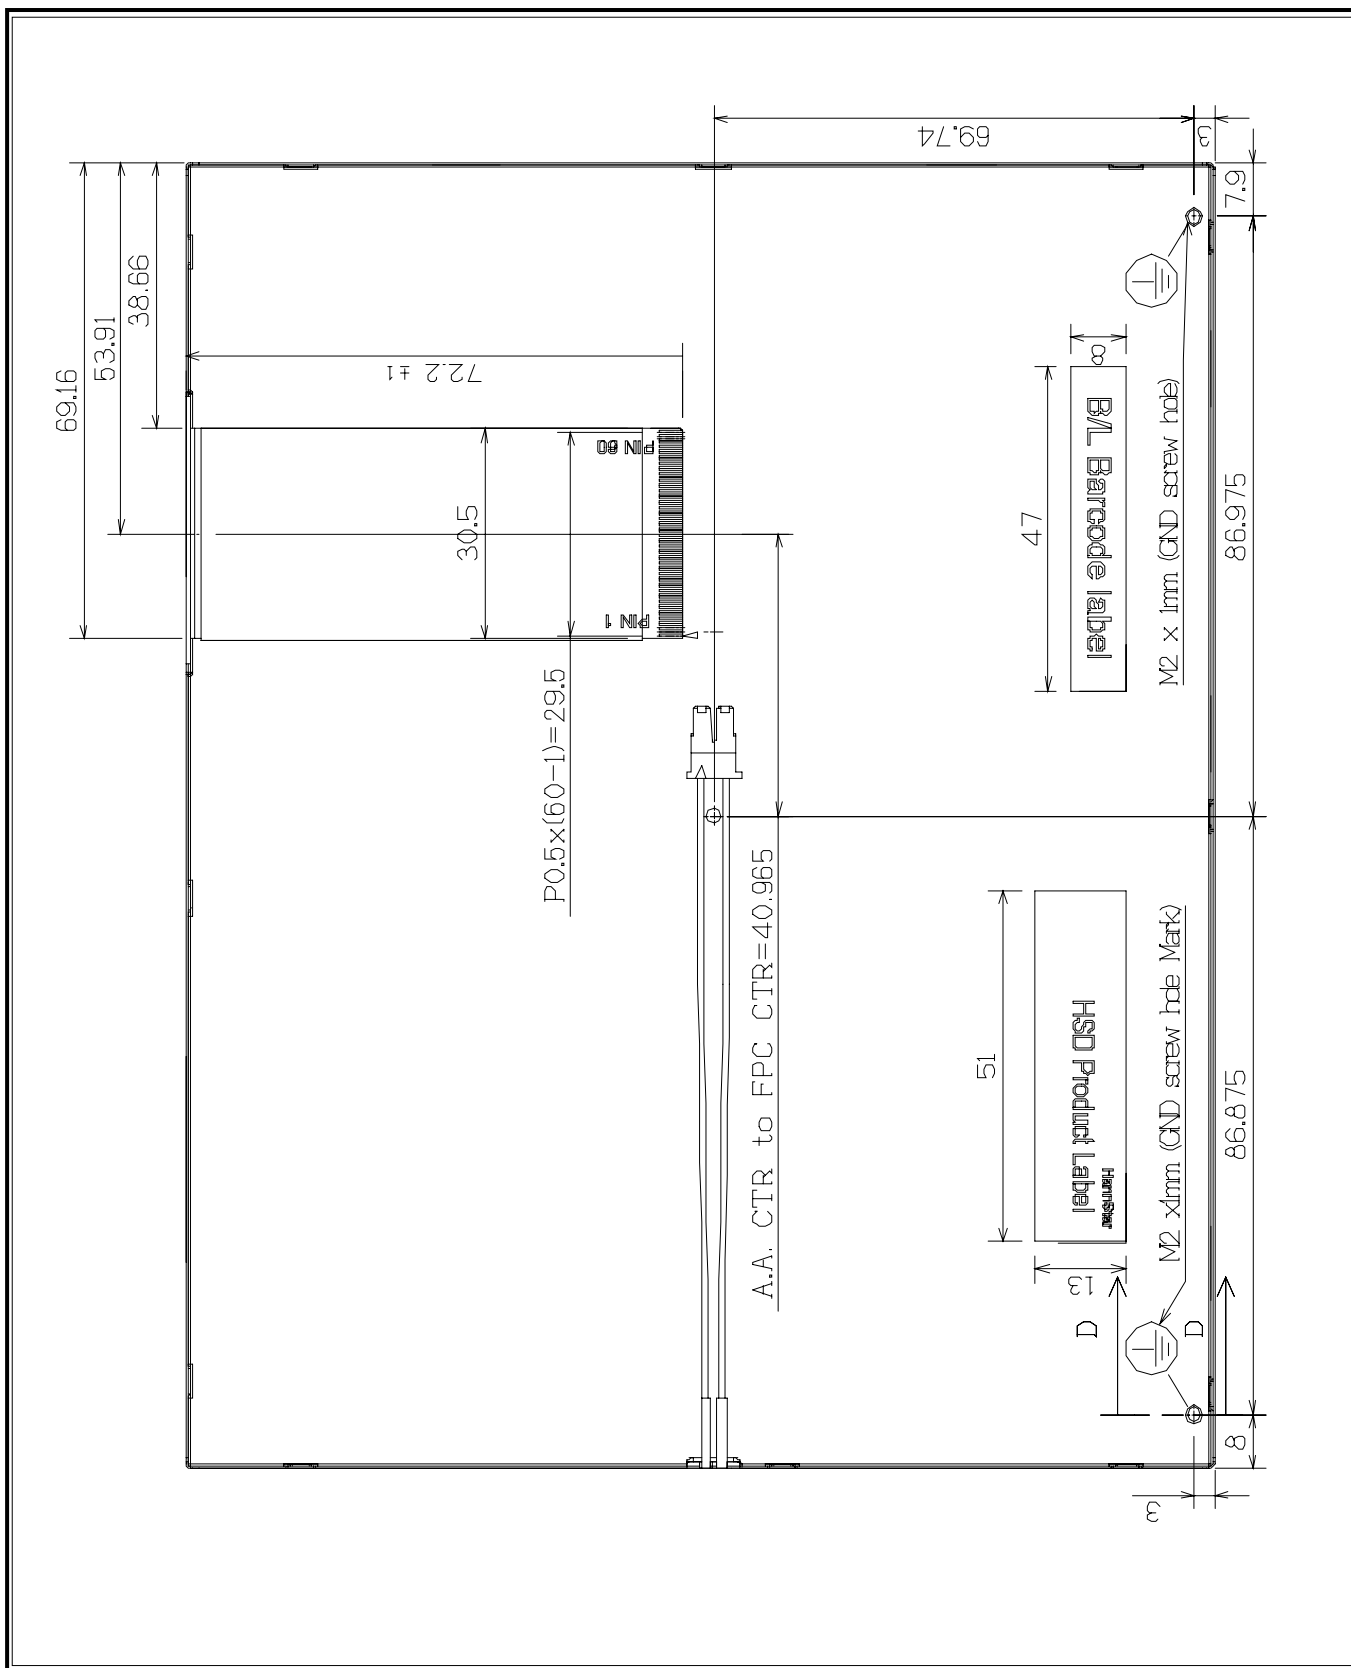 69.74
3
7.9
38.66
53.91
69.16
72.2 ±1
PIN 60
30.5
PIN 1
P0.5x(60-1)=29.5
8
47
B/L Barcode label
M2 x 1mm (GND screw hole)
86.975
A.A. CTR to FPC CTR=40.965
51
HSD Product Label
HannStar
13
M2 x1mm (GND screw hole Mark)
86.875
D
D
8
3